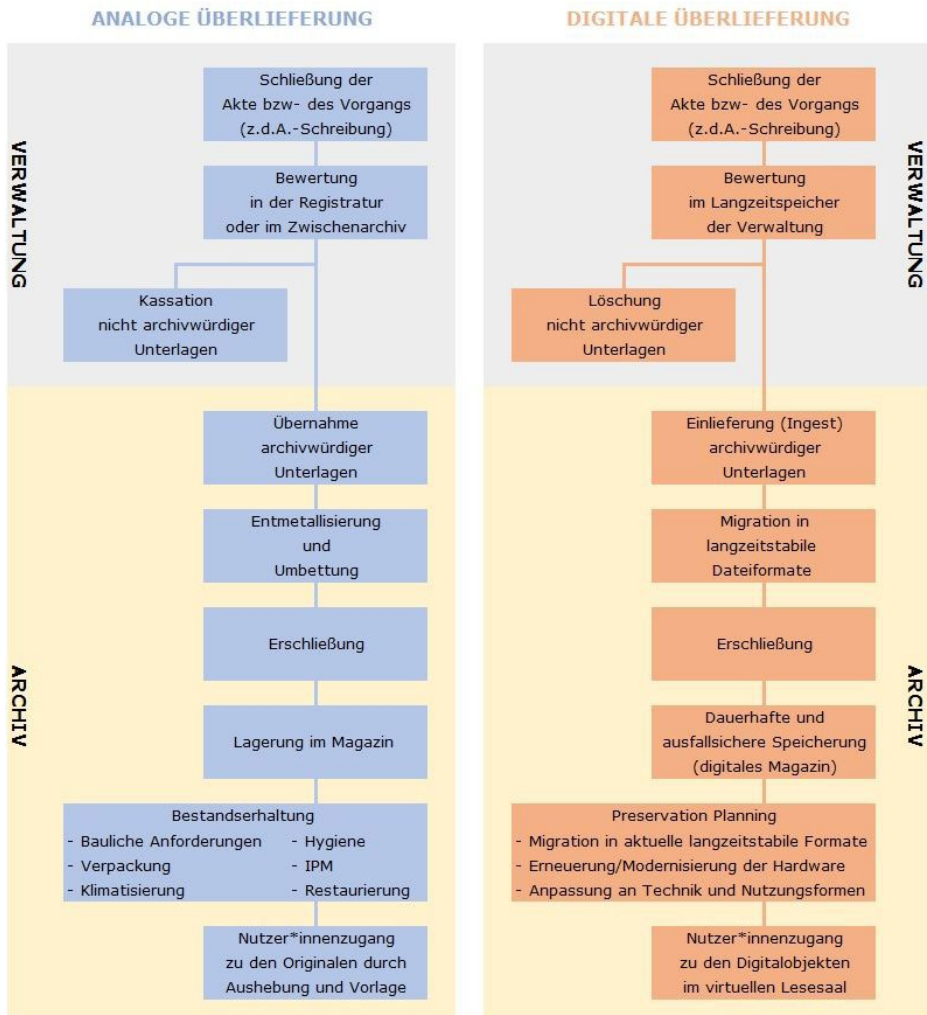 ANALOGE ÜBERLIEFERUNG
VERWALTUNG
Schließung der
Akte bzw- des Vorgangs
(z.d.A.-Schreibung)
Bewertung
in der Registratur
oder im Zwischenarchiv
Kassation
nicht archivwürdiger
Unterlagen
ARCHIV
Übernahme
archivwürdiger
Unterlagen
Entmetallisierung
und
Umbettung
Erschließung
Lagerung im Magazin
Bestandserhaltung
- Bauliche Anforderungen
- Verpackung
- Klimatisierung
- Hygiene
- IPM
- Restaurierung
Nutzer*innenzugang
zu den Originalen durch
Aushebung und Vorlage
DIGITALE ÜBERLIEFERUNG
VERWALTUNG
Schließung der
Akte bzw- des Vorgangs
(z.d.A.-Schreibung)
Bewertung
im Langzeitspeicher
der Verwaltung
Löschung
nicht archivwürdiger
Unterlagen
ARCHIV
Einlieferung (Ingest)
archivwürdiger
Unterlagen
Migration in
langzeitstabile
Dateiformate
Erschließung
Dauerhafte und
ausfallsichere Speicherung
(digitales Magazin)
Preservation Planning
- Migration in aktuelle langzeitstabile Formate
- Erneuerung/Modernisierung der Hardware
- Anpassung an Technik und Nutzungsformen
Nutzer*innenzugang
zu den Digitalobjekten
im virtuellen Lesesaal